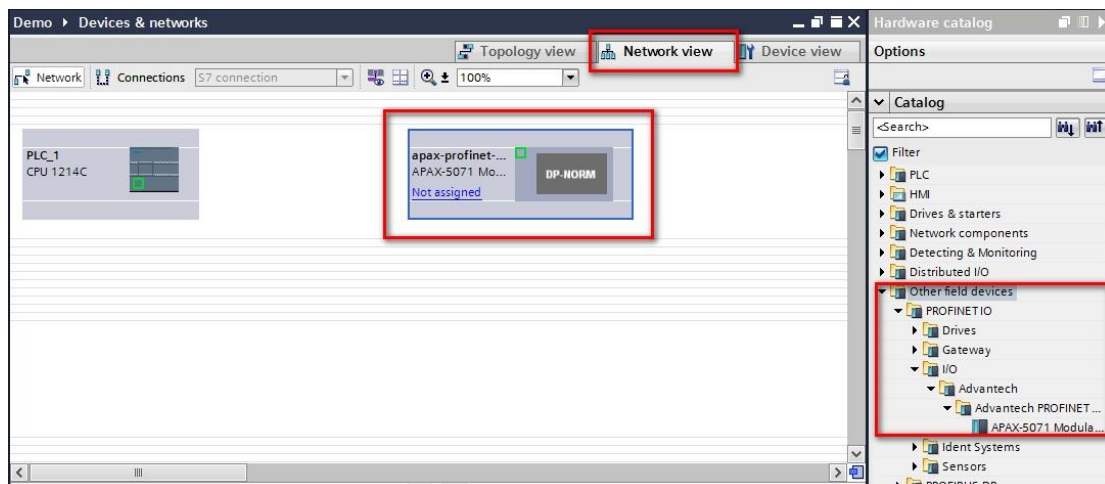 Demo ▸ Devices & networks
Topology view
Network view
Device view
Network
Connections
S7 connection
100%
PLC_1
CPU 1214C
apax-profinet-...
APAX-5071 Mo...
Not assigned
DP-NORM
Hardware catalog
Options
Catalog
<Search>
Filter
PLC
HMI
Drives & starters
Network components
Detecting & Monitoring
Distributed I/O
Other field devices
PROFINET IO
Drives
Gateway
I/O
Advantech
Advantech PROFINET ...
APAX-5071 Modula...
Ident Systems
Sensors
PROFIBUS DP